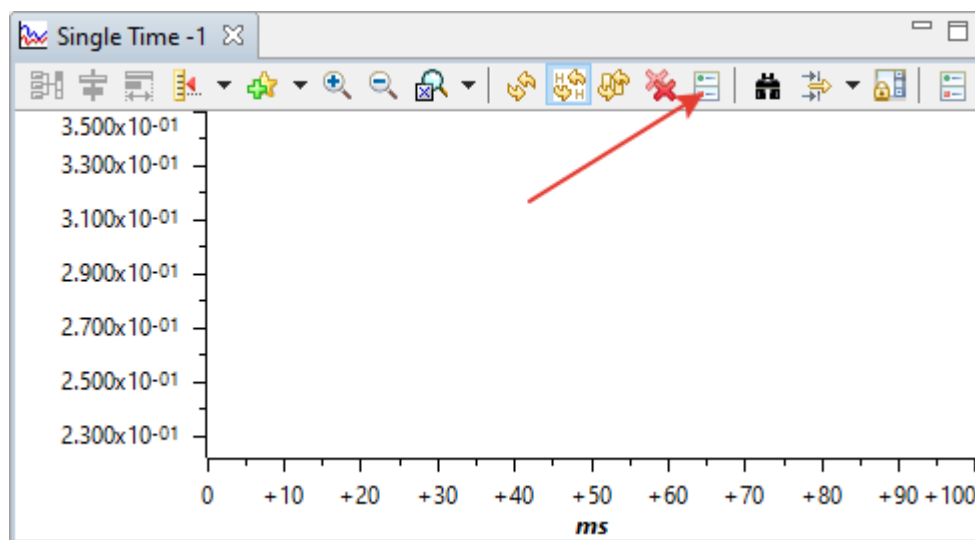 Single Time -1
3.500x10-01
3.300x10-01
3.100x10-01
2.900x10-01
2.700x10-01
2.500x10-01
2.300x10-01
0 +10 +20 +30 +40 +50 +60 +70 +80 +90 +100
ms